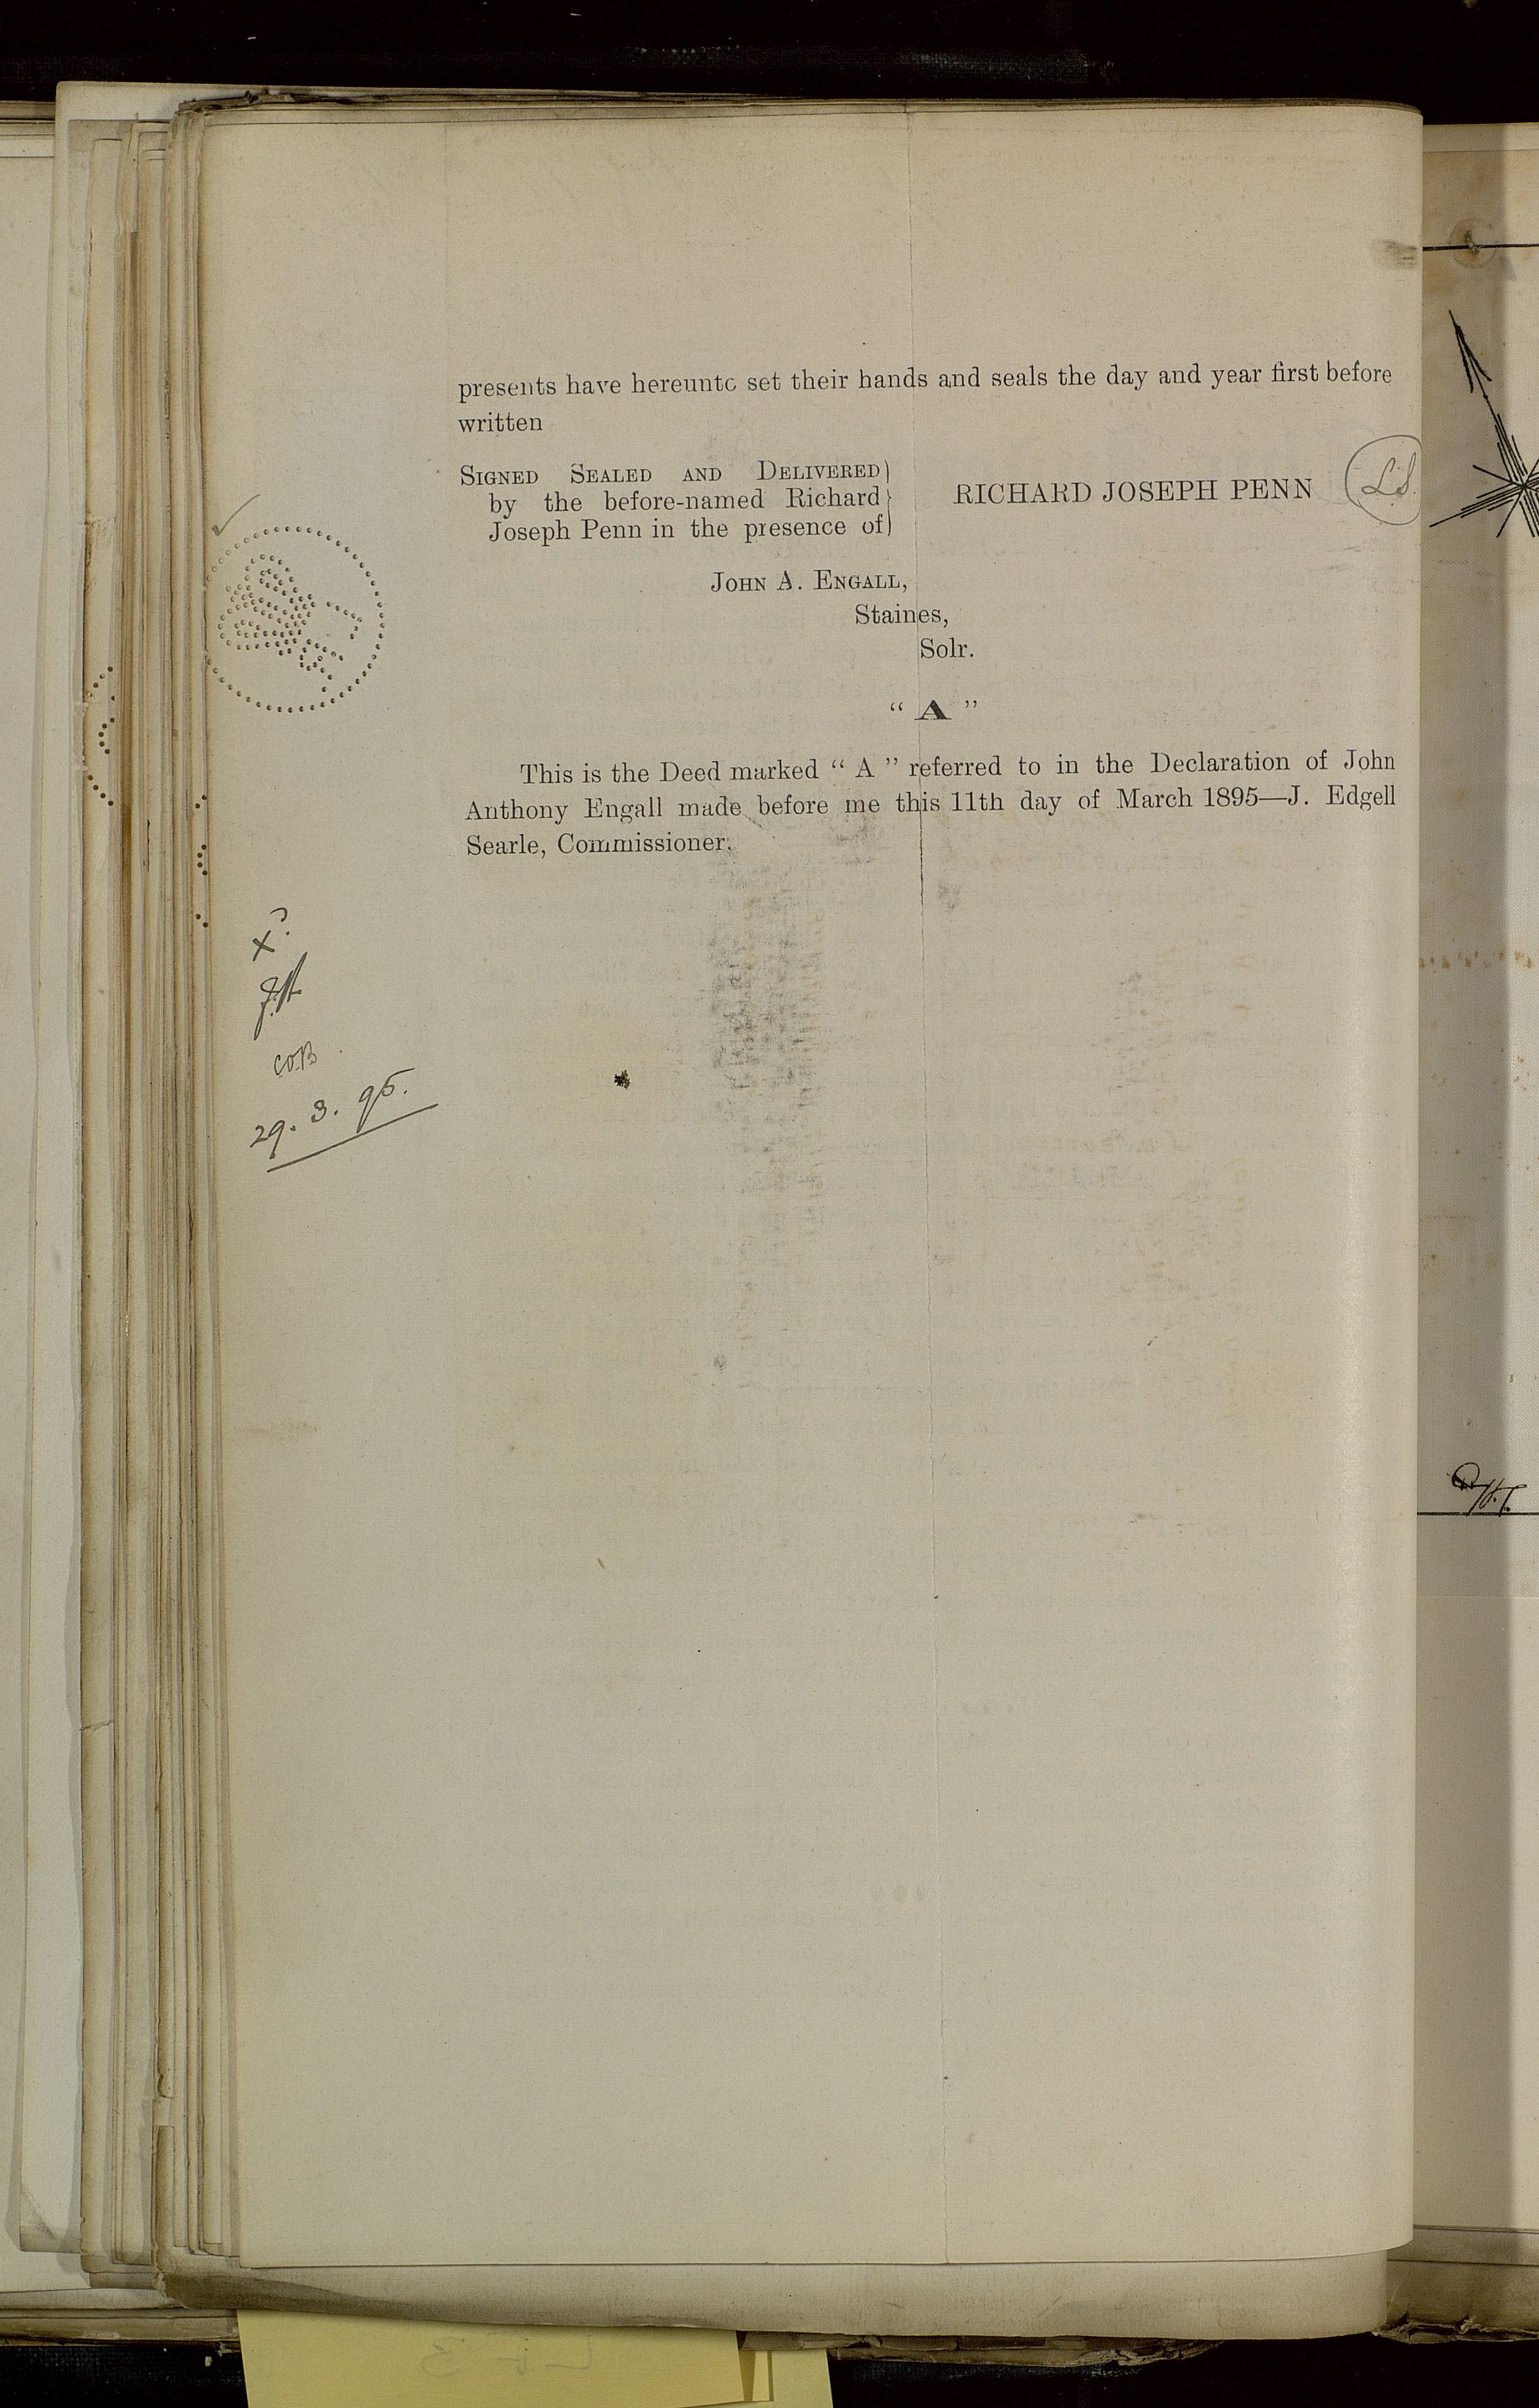 presents have hereunto set their hands and seals the day and year first before
written
SIGNED SEALED AND DELIVERED
by the before-named Richard
Joseph Penn in the presence of
RICHARD JOSEPH PENN L.S.
JOHN A. ENGALL,
Staines,
Solr.
“ A ”
This is the Deed marked “ A ” referred to in the Declaration of John
Anthony Engall made before me this 11th day of March 1895—J. Edgell
Searle, Commissioner.
29. 3. 95.